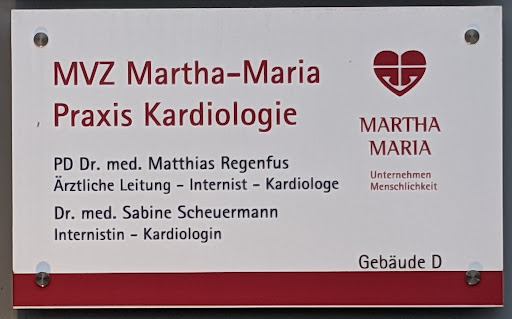 MVZ Martha-Maria
Praxis Kardiologie
PD Dr. med. Matthias Regenfus
Ärztliche Leitung - Internist - Kardiologe
Dr. med. Sabine Scheuermann
Internistin - Kardiologin
MARTHA
MARIA
Unternehmen
Menschlichkeit
Gebäude D